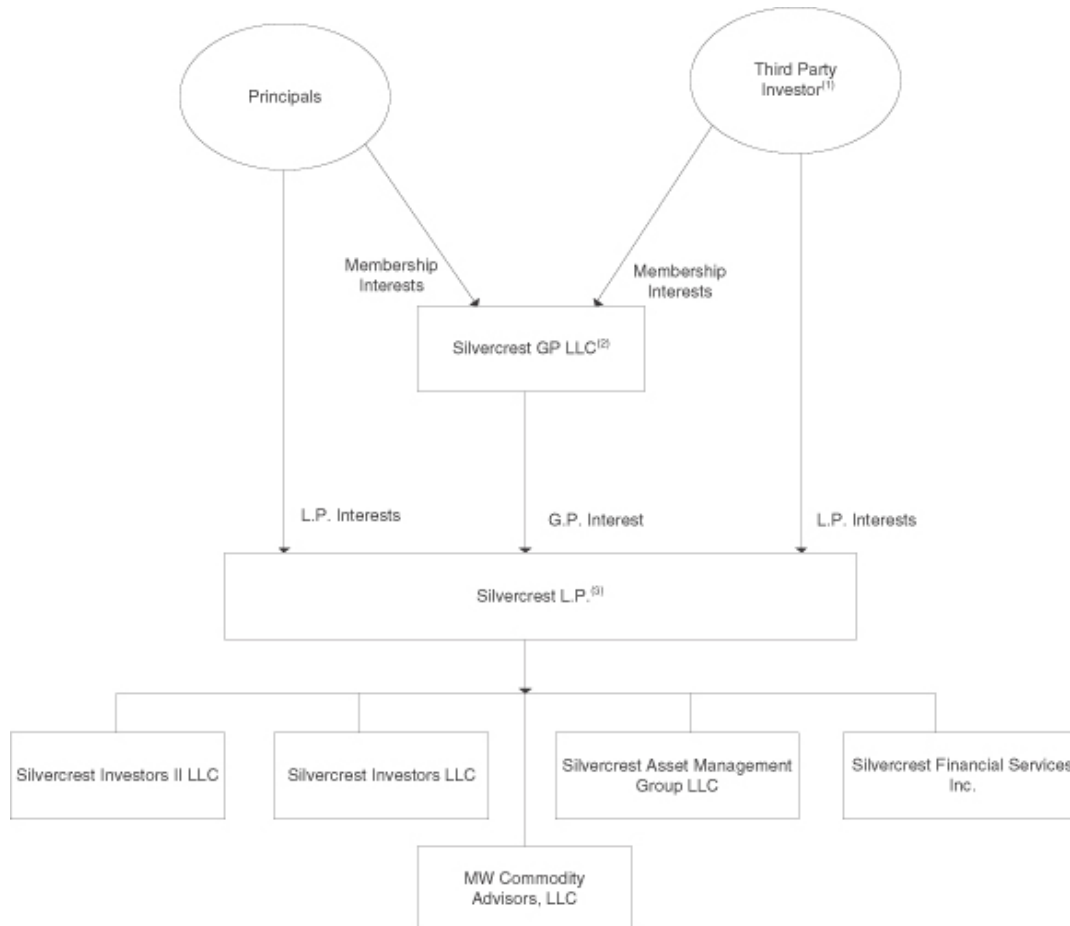 Principals
Third Party
Investor(1)
Membership
Interests
Membership
Interests
Silvercrest GP LLC(2)
L.P. Interests
G.P. Interest
L.P. Interests
Silvercrest L.P.(3)
Silvercrest Investors II LLC
Silvercrest Investors LLC
Silvercrest Asset Management
Group LLC
Silvercrest Financial Services
Inc.
MW Commodity
Advisors, LLC